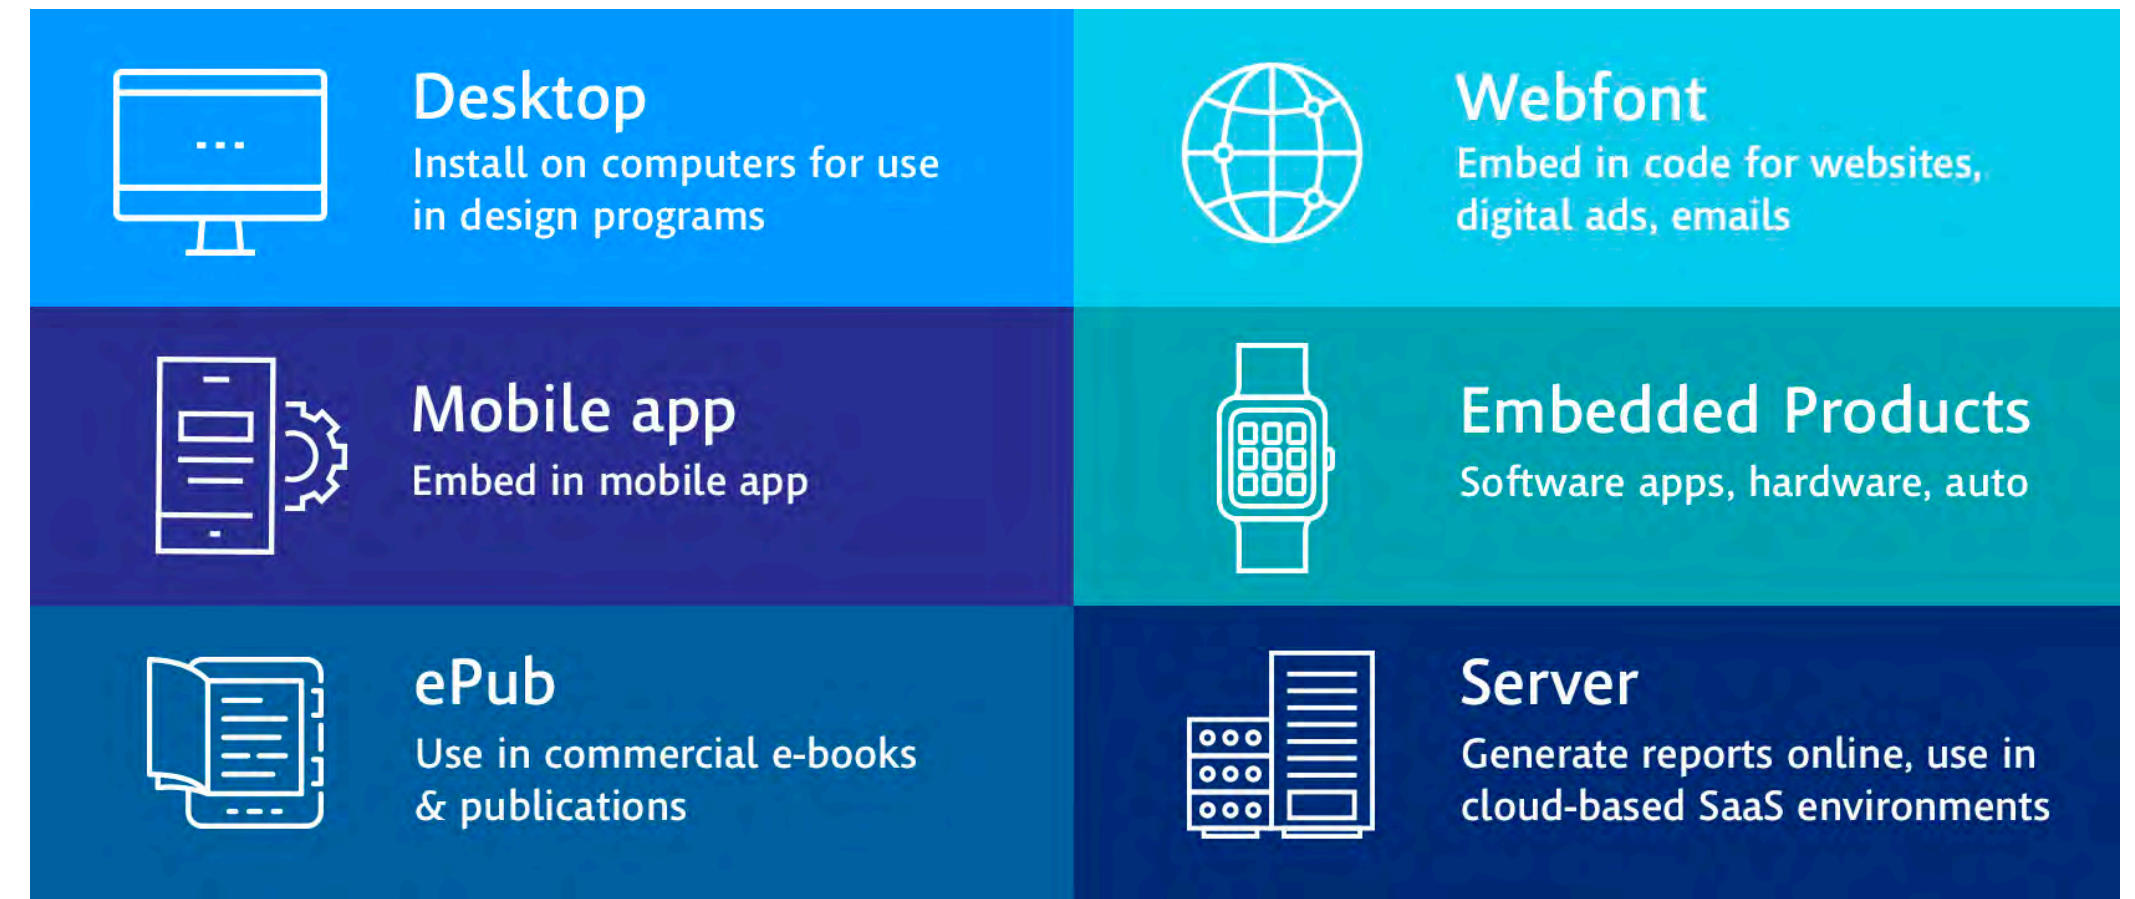 Desktop
Install on computers for use
in design programs
Webfont
Embed in code for websites,
digital ads, emails
Mobile app
Embed in mobile app
Embedded Products
Software apps, hardware, auto
ePub
Use in commercial e-books
& publications
Server
Generate reports online, use in
cloud-based SaaS environments